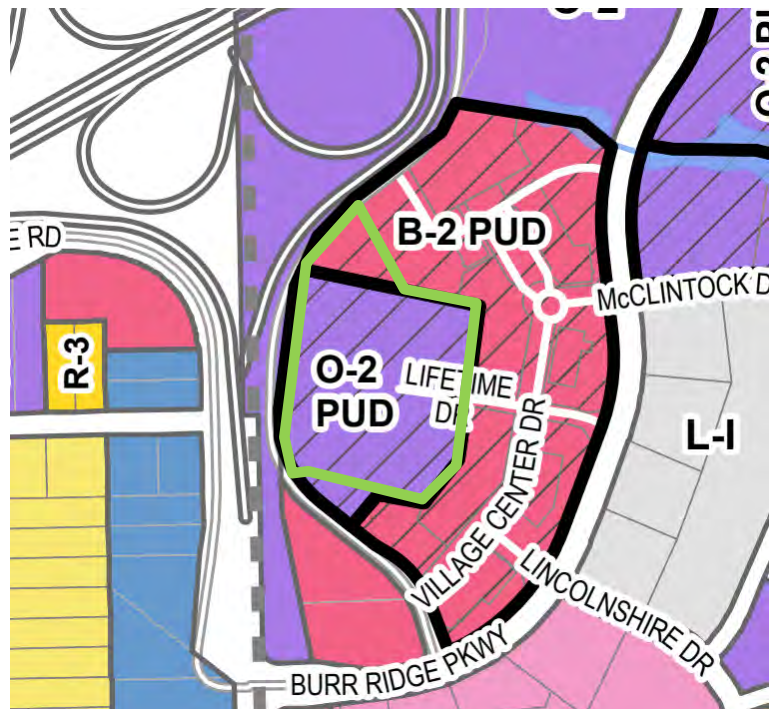 E RD
B-2 PUD
McCLINTOCK D
R-3
O-2
PUD
LIFETIME
DR
L-I
VILLAGE CENTER DR
LINCOLNSHIRE DR
BURR RIDGE PKWY